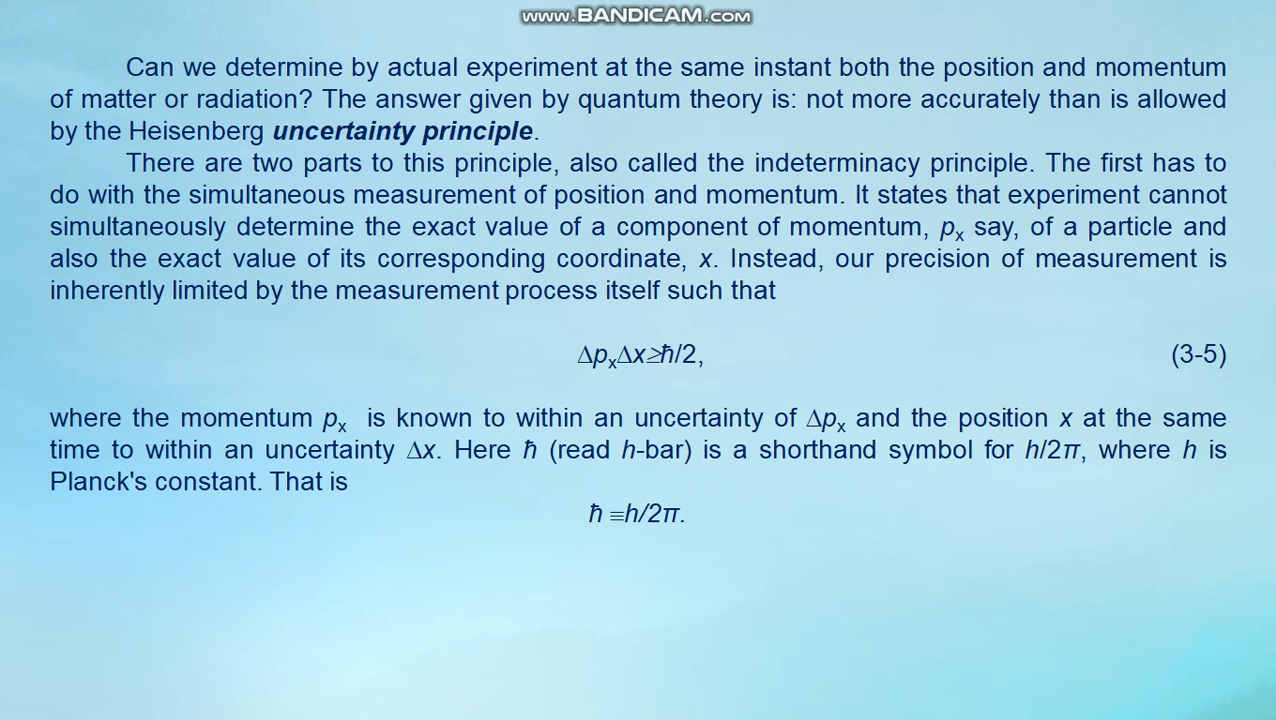 www.BANDICAM.com
Can we determine by actual experiment at the same instant both the position and momentum
of matter or radiation? The answer given by quantum theory is: not more accurately than is allowed
by the Heisenberg uncertainty principle.
There are two parts to this principle, also called the indeterminacy principle. The first has to
do with the simultaneous measurement of position and momentum. It states that experiment cannot
simultaneously determine the exact value of a component of momentum, pₓ say, of a particle and
also the exact value of its corresponding coordinate, x. Instead, our precision of measurement is
inherently limited by the measurement process itself such that
ΔpₓΔx≥ħ/2, (3-5)
where the momentum pₓ is known to within an uncertainty of Δpₓ and the position x at the same
time to within an uncertainty Δx. Here ħ (read h-bar) is a shorthand symbol for h/2π, where h is
Planck's constant. That is
ħ ≡h/2π.